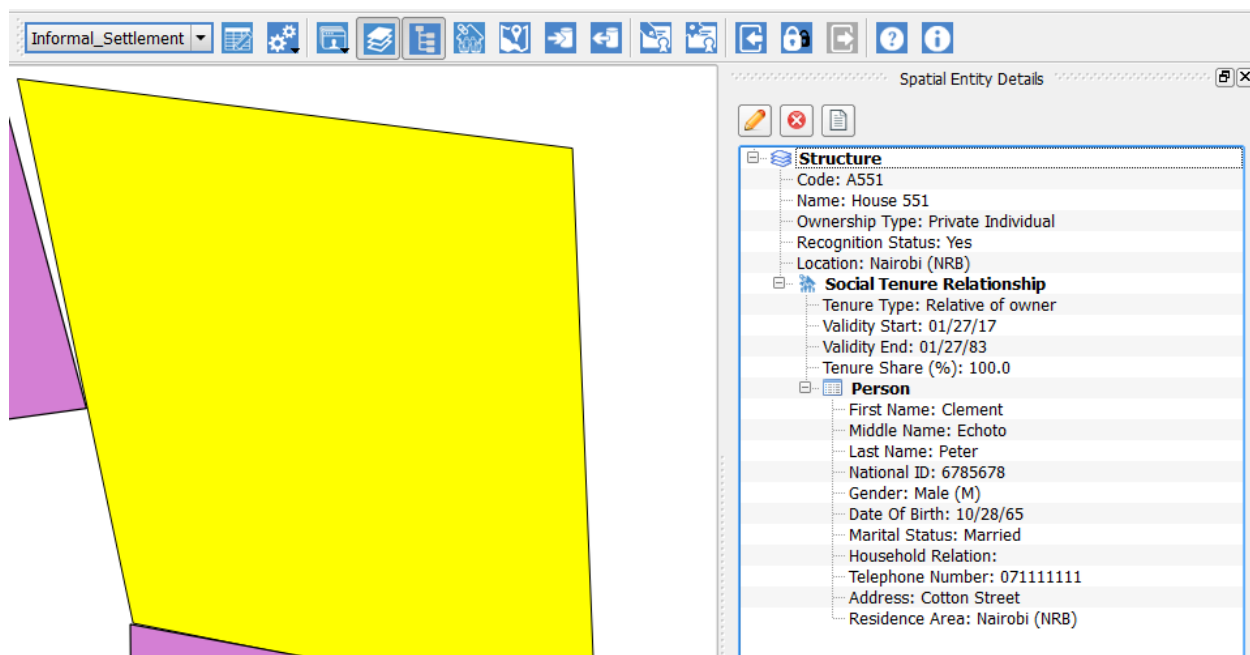 Informal_Settlement
Spatial Entity Details
Structure
Code: A551
Name: House 551
Ownership Type: Private Individual
Recognition Status: Yes
Location: Nairobi (NRB)
Social Tenure Relationship
Tenure Type: Relative of owner
Validity Start: 01/27/17
Validity End: 01/27/83
Tenure Share (%): 100.0
Person
First Name: Clement
Middle Name: Echoto
Last Name: Peter
National ID: 6785678
Gender: Male (M)
Date Of Birth: 10/28/65
Marital Status: Married
Household Relation:
Telephone Number: 071111111
Address: Cotton Street
Residence Area: Nairobi (NRB)